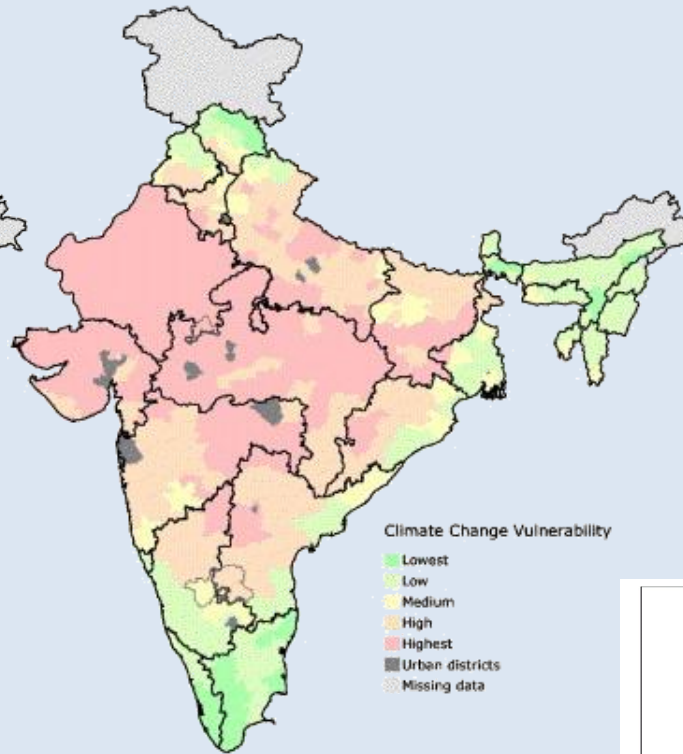 Climate Change Vulnerability
Lowest
Low
Medium
High
Highest
Urban districts
Missing data